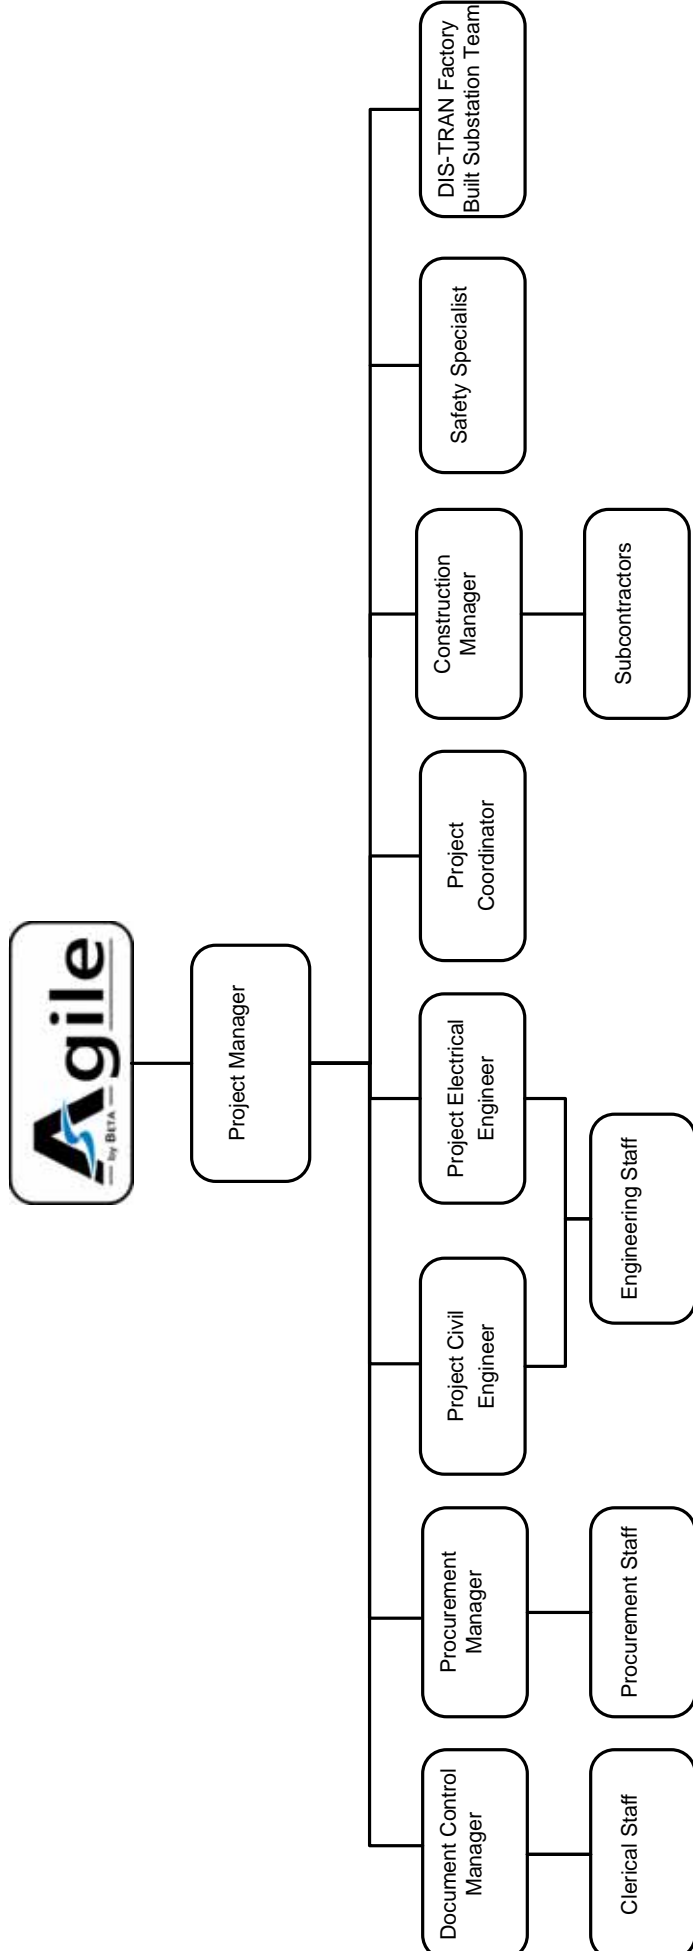 Agile
by BETA
Project Manager
Document Control
Manager
Procurement
Manager
Project Civil
Engineer
Project Electrical
Engineer
Project
Coordinator
Construction
Manager
Safety Specialist
DIS-TRAN Factory
Built Substation Team
Clerical Staff
Procurement Staff
Engineering Staff
Subcontractors